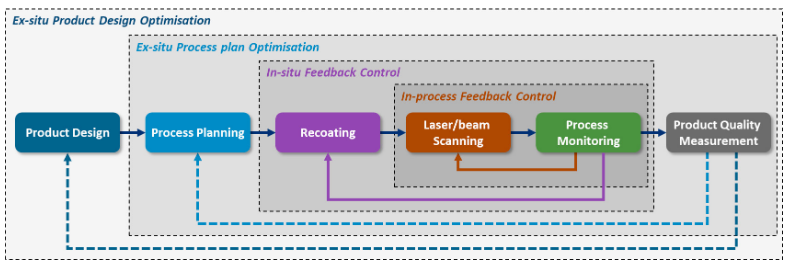 Ex-situ Product Design Optimisation
Ex-situ Process plan Optimisation
In-situ Feedback Control
In-process Feedback Control
Product Design
Process Planning
Recoating
Laser/beam
Scanning
Process
Monitoring
Product Quality
Measurement